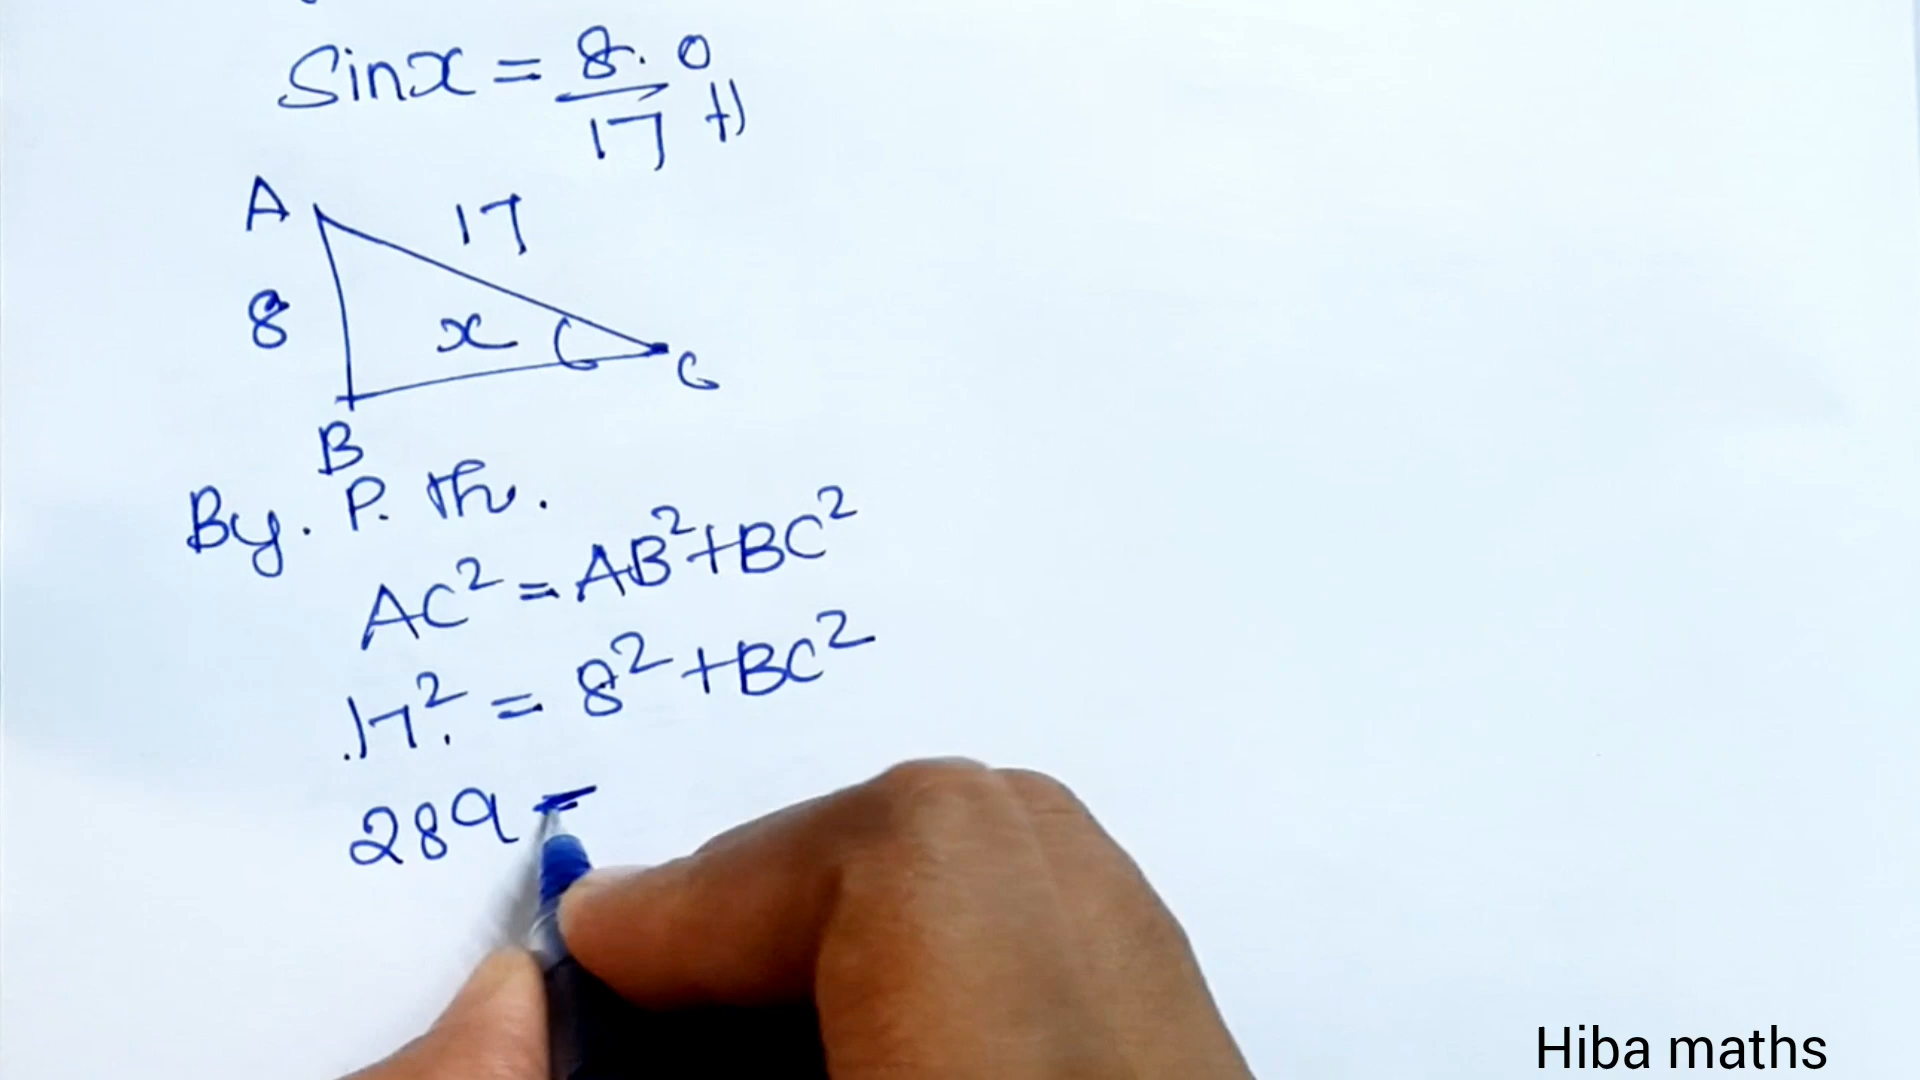 Sinx = 8. O
17 H
A
17
8
x
C
B
By. P. Th.
AC² = AB² + BC²
.17². = 8² + BC²
289 =
Hiba maths